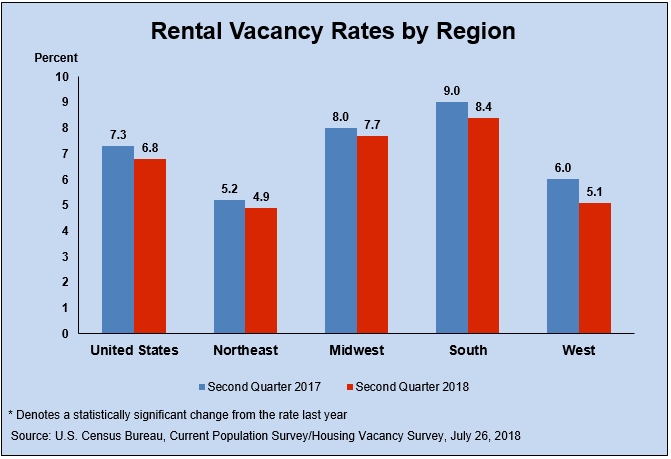 Rental Vacancy Rates by Region
Percent
10
9
8
7
6
5
4
3
2
1
0
7.3
6.8
5.2
4.9
8.0
7.7
9.0
8.4
6.0
5.1
United States
Northeast
Midwest
South
West
Second Quarter 2017
Second Quarter 2018
* Denotes a statistically significant change from the rate last year
Source: U.S. Census Bureau, Current Population Survey/Housing Vacancy Survey, July 26, 2018